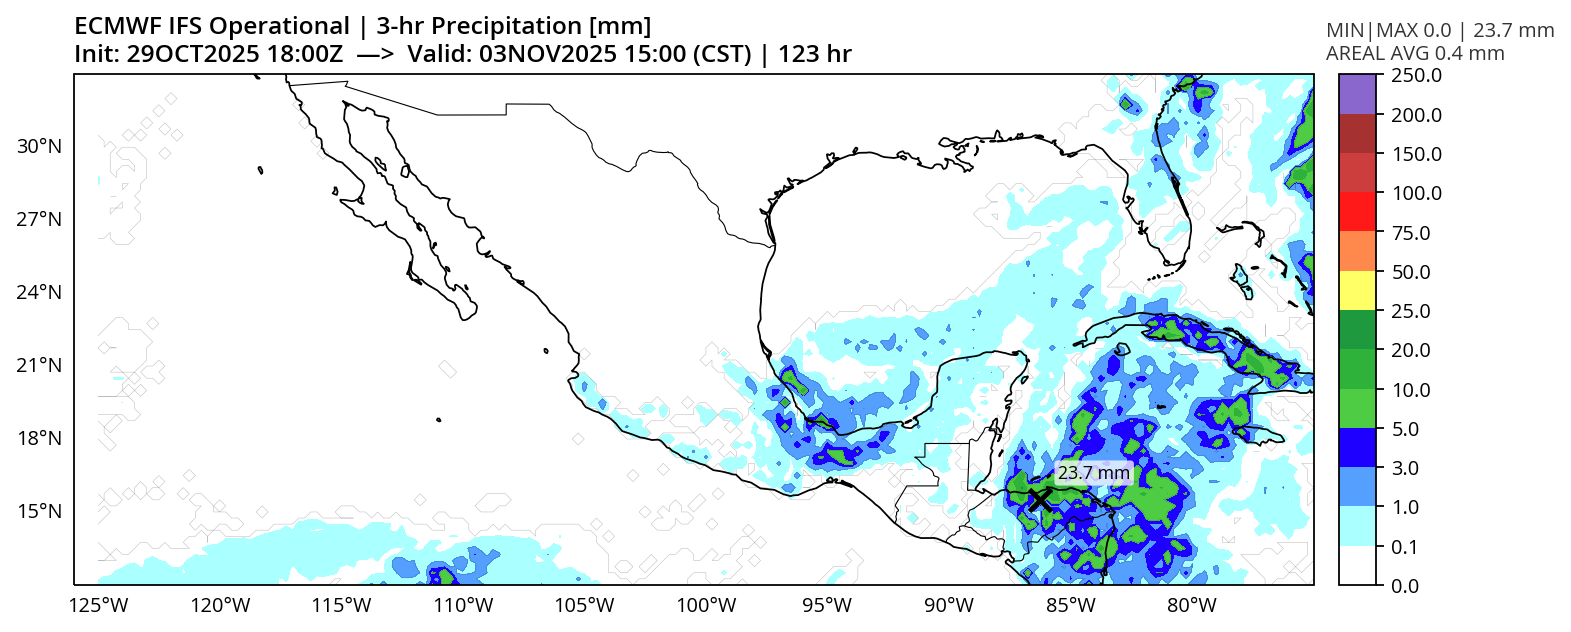 ECMWF IFS Operational | 3-hr Precipitation [mm]
Init: 29OCT2025 18:00Z —> Valid: 03NOV2025 15:00 (CST) | 123 hr
MIN|MAX 0.0 | 23.7 mm
AREAL AVG 0.4 mm
250.0
200.0
150.0
100.0
75.0
50.0
25.0
20.0
10.0
5.0
3.0
1.0
0.1
0.0
30°N
27°N
24°N
21°N
18°N
15°N
23.7 mm
125°W 120°W 115°W 110°W 105°W 100°W 95°W 90°W 85°W 80°W